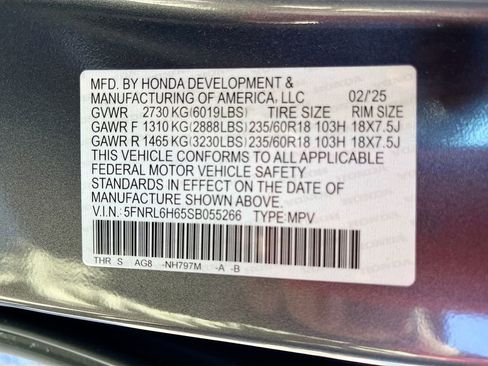 MFD. BY HONDA DEVELOPMENT &
MANUFACTURING OF AMERICA, LLC 02/'25
GVWR 2730 KG(6019LBS) TIRE SIZE RIM SIZE
GAWR F 1310 KG(2888LBS) 235/60R18 103H 18X7.5J
GAWR R 1465 KG(3230LBS) 235/60R18 103H 18X7.5J
THIS VEHICLE CONFORMS TO ALL APPLICABLE
FEDERAL MOTOR VEHICLE SAFETY
STANDARDS IN EFFECT ON THE DATE OF
MANUFACTURE SHOWN ABOVE.
V.I.N.: 5FNRL6H65SB055266 TYPE:MPV
THR S AG8 -NH797M -A -B